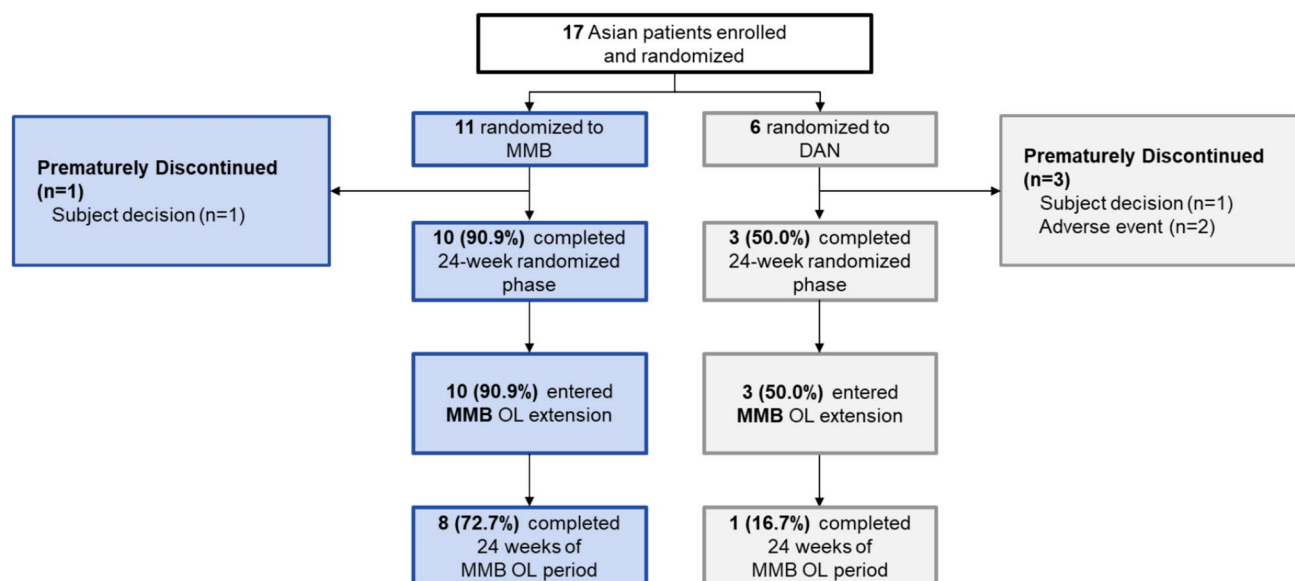 17 Asian patients enrolled
and randomized
11 randomized to
MMB
6 randomized to
DAN
Prematurely Discontinued
(n=1)
Subject decision (n=1)
Prematurely Discontinued
(n=3)
Subject decision (n=1)
Adverse event (n=2)
10 (90.9%) completed
24-week randomized
phase
3 (50.0%) completed
24-week randomized
phase
10 (90.9%) entered
MMB OL extension
3 (50.0%) entered
MMB OL extension
8 (72.7%) completed
24 weeks of
MMB OL period
1 (16.7%) completed
24 weeks of
MMB OL period